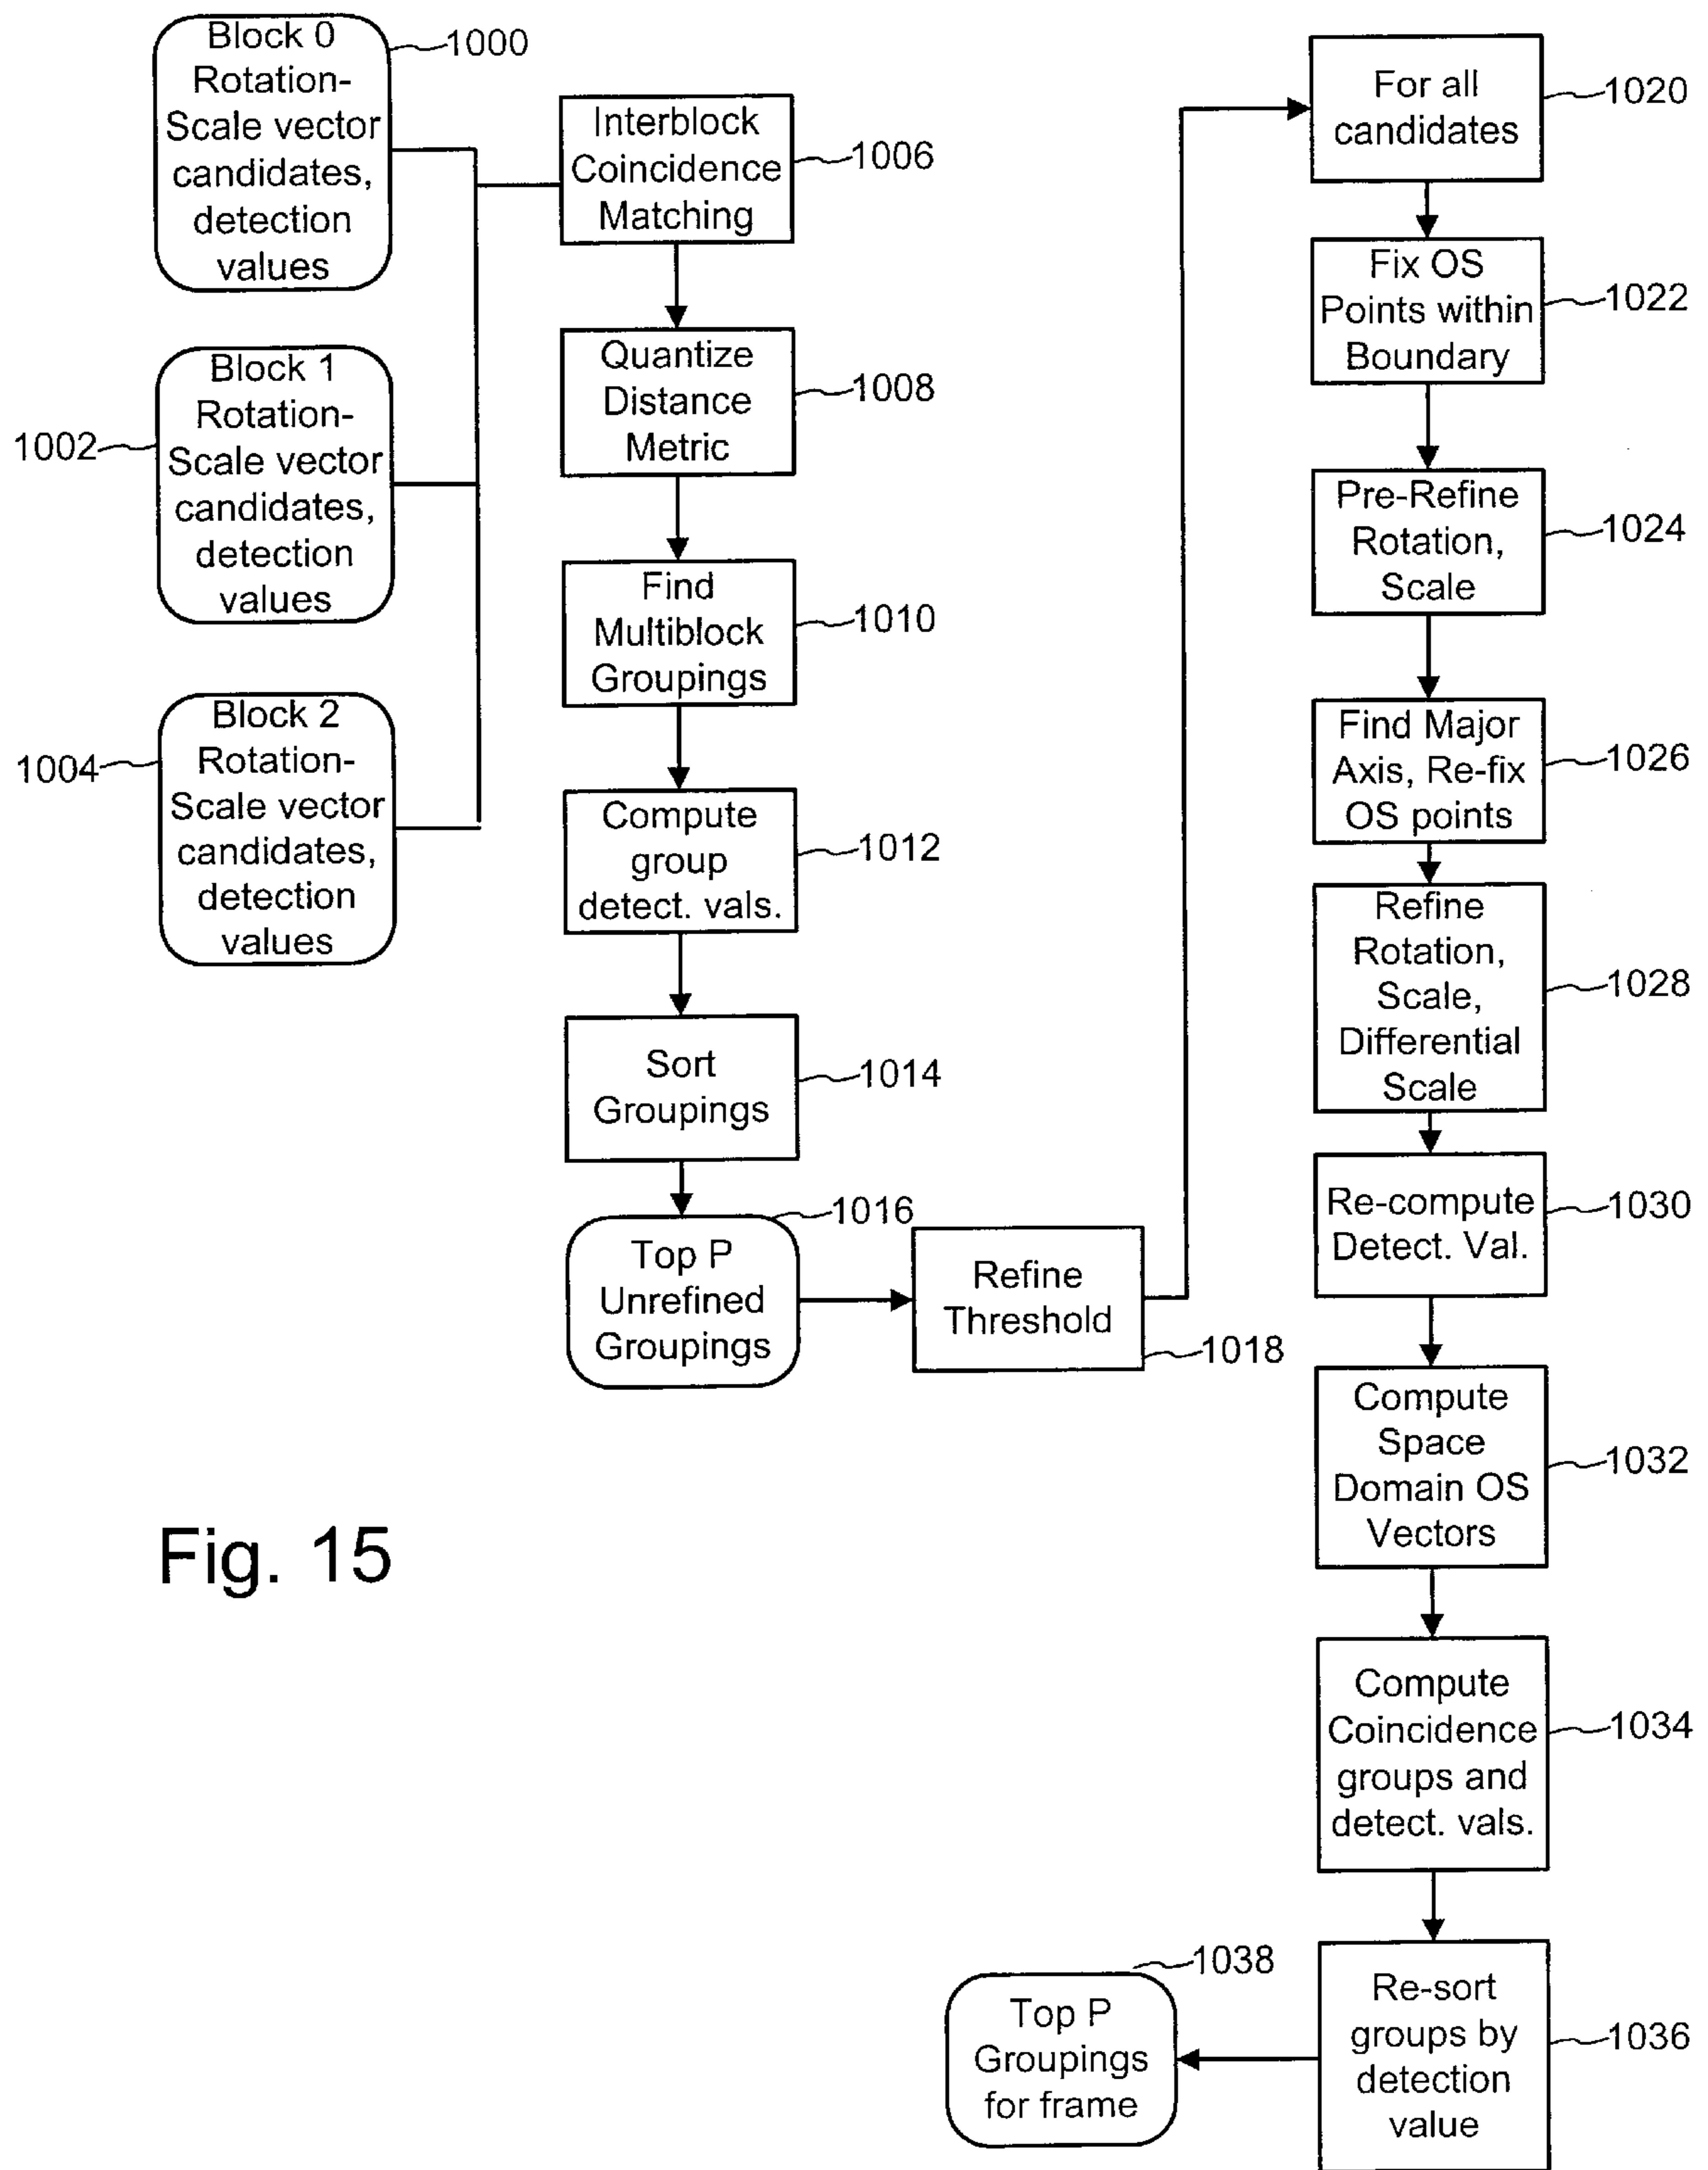 Block 0
Rotation-
Scale vector
candidates,
detection
values
1000
Block 1
Rotation-
Scale vector
candidates,
detection
values
1002
Block 2
Rotation-
Scale vector
candidates,
detection
values
1004
Interblock
Coincidence
Matching
1006
Quantize
Distance
Metric
1008
Find
Multiblock
Groupings
1010
Compute
group
detect. vals.
1012
Sort
Groupings
1014
Top P
Unrefined
Groupings
1016
Refine
Threshold
1018
For all
candidates
1020
Fix OS
Points within
Boundary
1022
Pre-Refine
Rotation,
Scale
1024
Find Major
Axis, Re-fix
OS points
1026
Refine
Rotation,
Scale,
Differential
Scale
1028
Re-compute
Detect. Val.
1030
Compute
Space
Domain OS
Vectors
1032
Compute
Coincidence
groups and
detect. vals.
1034
Re-sort
groups by
detection
value
1036
Top P
Groupings
for frame
1038
Fig. 15